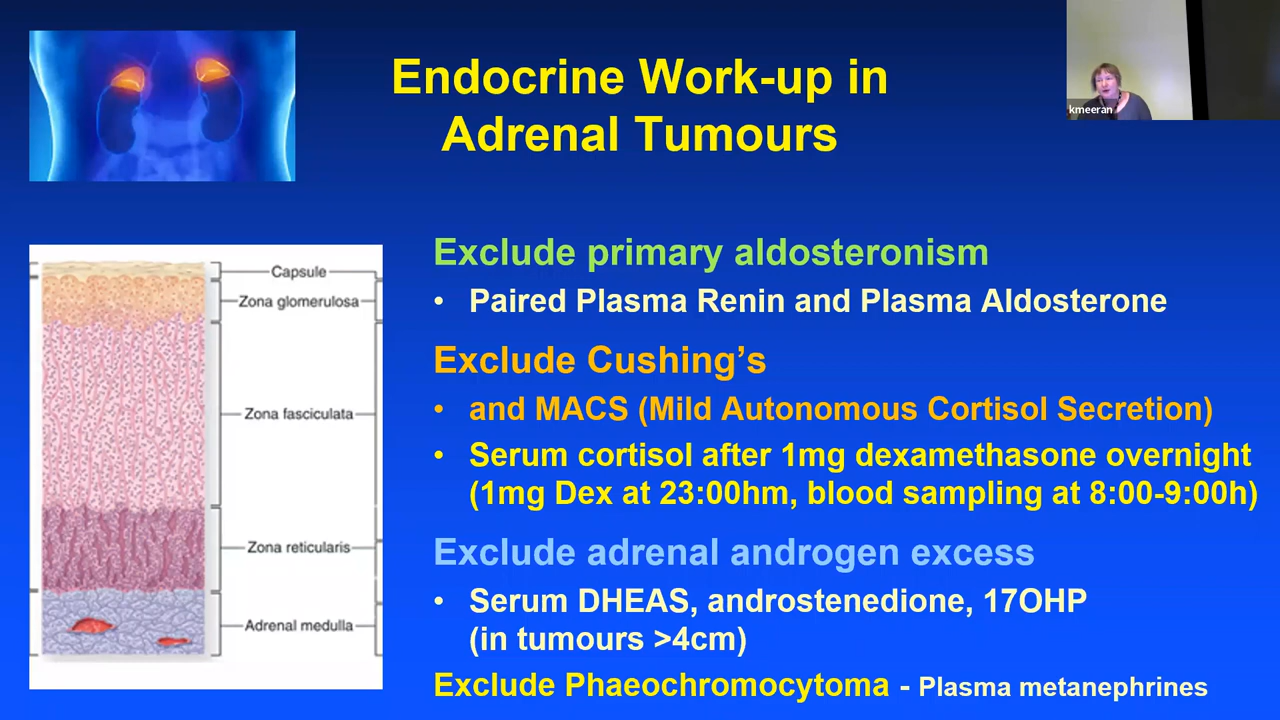 Endocrine Work-up in
Adrenal Tumours
kmeeran
Capsule
Zona glomerulosa
Zona fasciculata
Zona reticularis
Adrenal medulla
Exclude primary aldosteronism
• Paired Plasma Renin and Plasma Aldosterone
Exclude Cushing’s
• and MACS (Mild Autonomous Cortisol Secretion)
• Serum cortisol after 1mg dexamethasone overnight
(1mg Dex at 23:00hm, blood sampling at 8:00-9:00h)
Exclude adrenal androgen excess
• Serum DHEAS, androstenedione, 17OHP
(in tumours >4cm)
Exclude Phaeochromocytoma - Plasma metanephrines